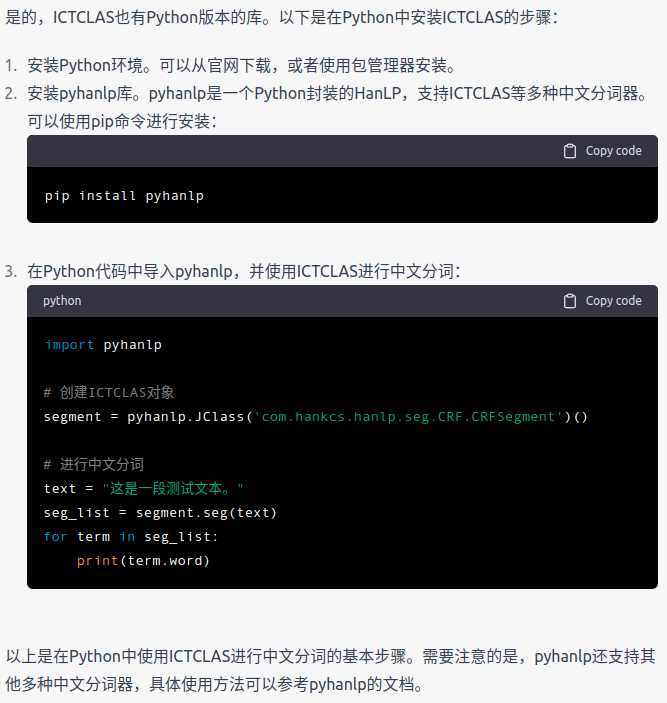 是的，ICTCLAS也有Python版本的库。以下是在Python中安装ICTCLAS的步骤：
1. 安装Python环境。可以从官网下载，或者使用包管理器安装。
2. 安装pyhanlp库。pyhanlp是一个Python封装的HanLP，支持ICTCLAS等多种中文分词器。
可以使用pip命令进行安装：
Copy code
pip install pyhanlp
3. 在Python代码中导入pyhanlp，并使用ICTCLAS进行中文分词：
python Copy code
import pyhanlp
# 创建ICTCLAS对象
segment = pyhanlp.JClass('com.hankcs.hanlp.seg.CRF.CRFSegment')()
# 进行中文分词
text = "这是一段测试文本。"
seg_list = segment.seg(text)
for term in seg_list:
    print(term.word)
以上是在Python中使用ICTCLAS进行中文分词的基本步骤。需要注意的是，pyhanlp还支持其
他多种中文分词器，具体使用方法可以参考pyhanlp的文档。